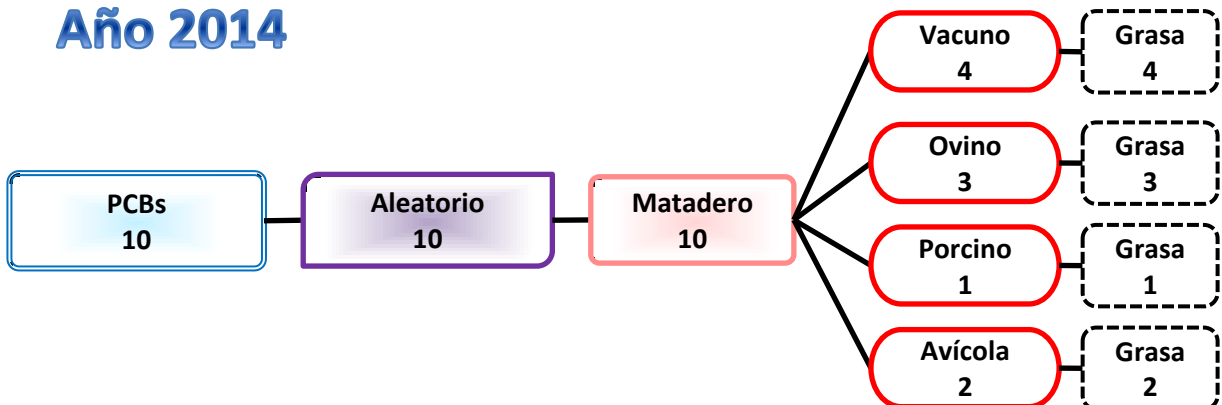 Año 2014
PCBs
10
Aleatorio
10
Matadero
10
Vacuno
4
Grasa
4
Ovino
3
Grasa
3
Porcino
1
Grasa
1
Avícola
2
Grasa
2